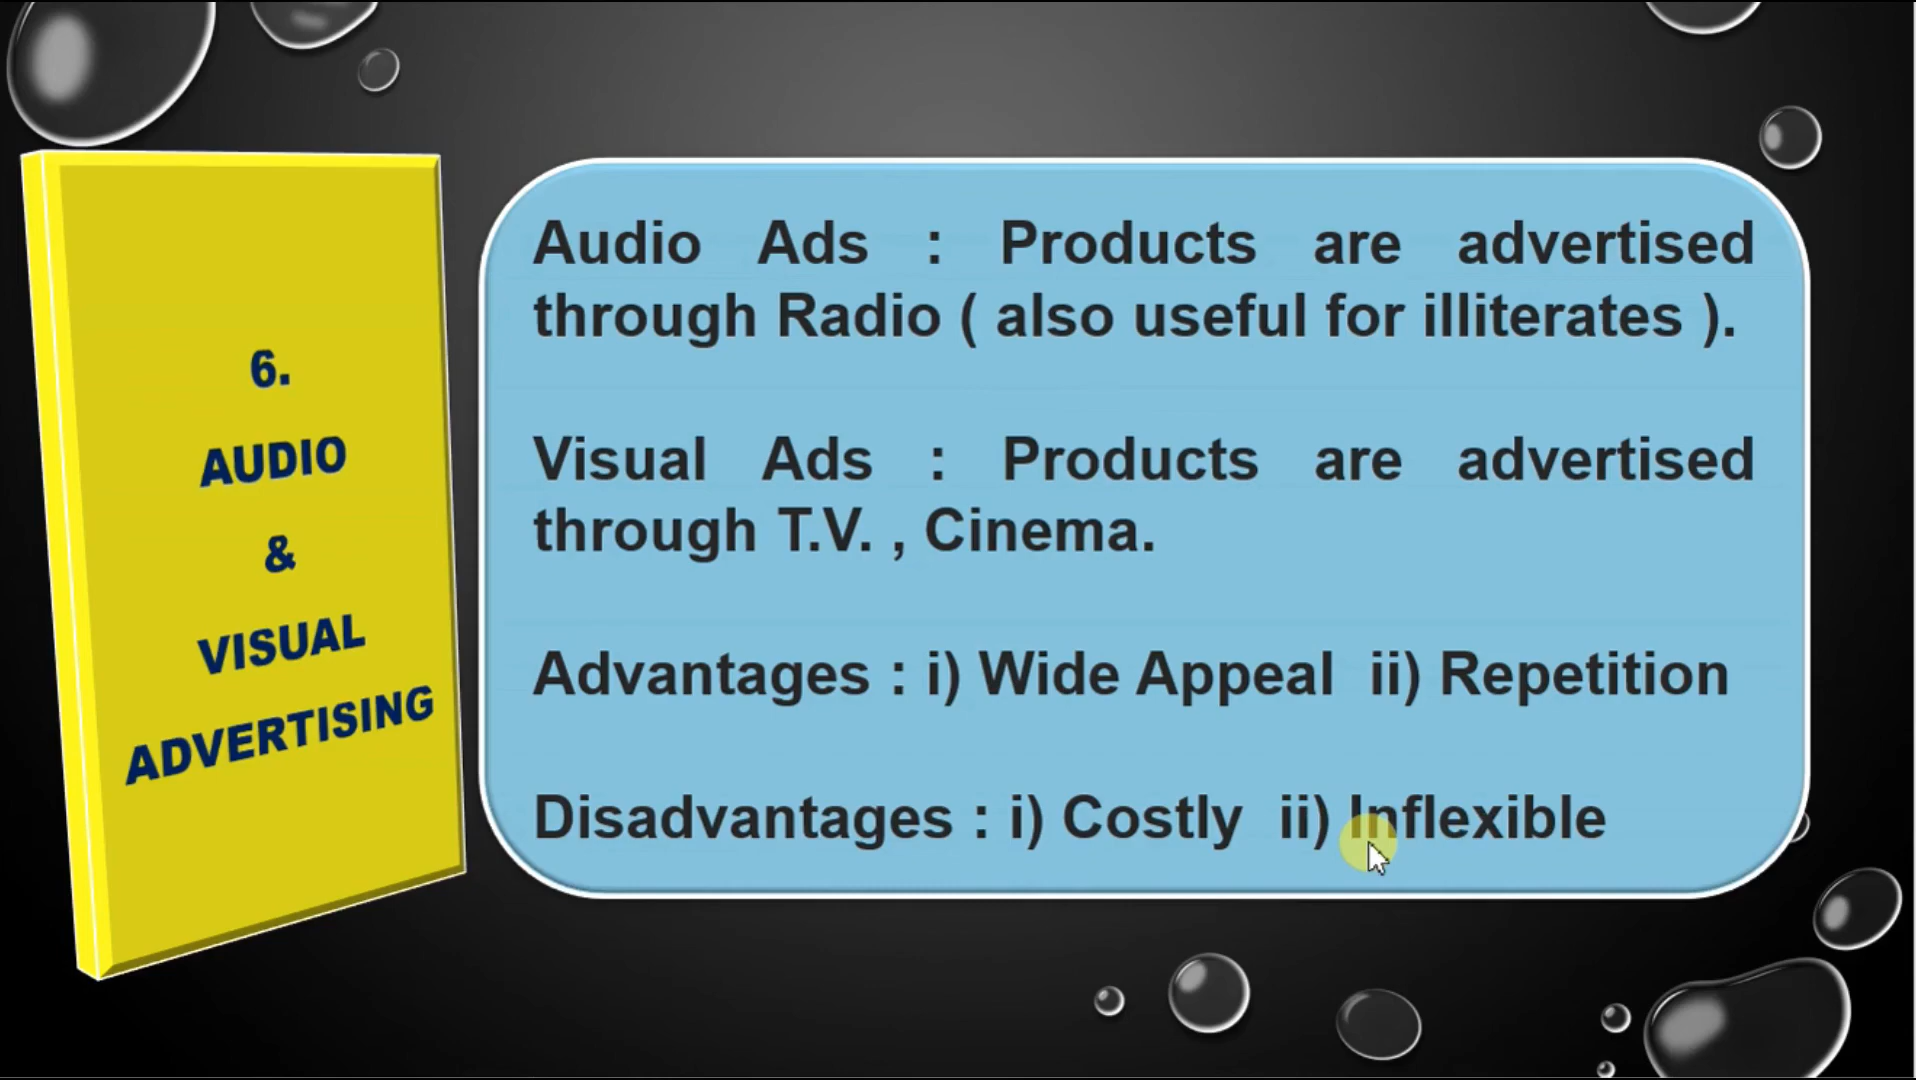 6.
AUDIO
&
VISUAL
ADVERTISING
Audio Ads : Products are advertised
through Radio ( also useful for illiterates ).
Visual Ads : Products are advertised
through T.V. , Cinema.
Advantages : i) Wide Appeal ii) Repetition
Disadvantages : i) Costly ii) Inflexible